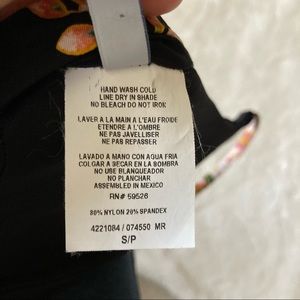 HAND WASH COLD
LINE DRY IN SHADE
NO BLEACH DO NOT IRON
LAVER A LA MAIN A L'EAU FROIDE
ETENDRE A L'OMBRE
NE PAS JAVELLISER
NE PAS REPASSER
LAVADO A MANO CON AGUA FRIA
COLGAR A SECAR EN LA SOMBRA
NO USE BLANQUEADOR
NO PLANCHAR
ASSEMBLED IN MEXICO
RN# 59526
80% NYLON 20% SPANDEX
4221084 / 074550 MR
S/P